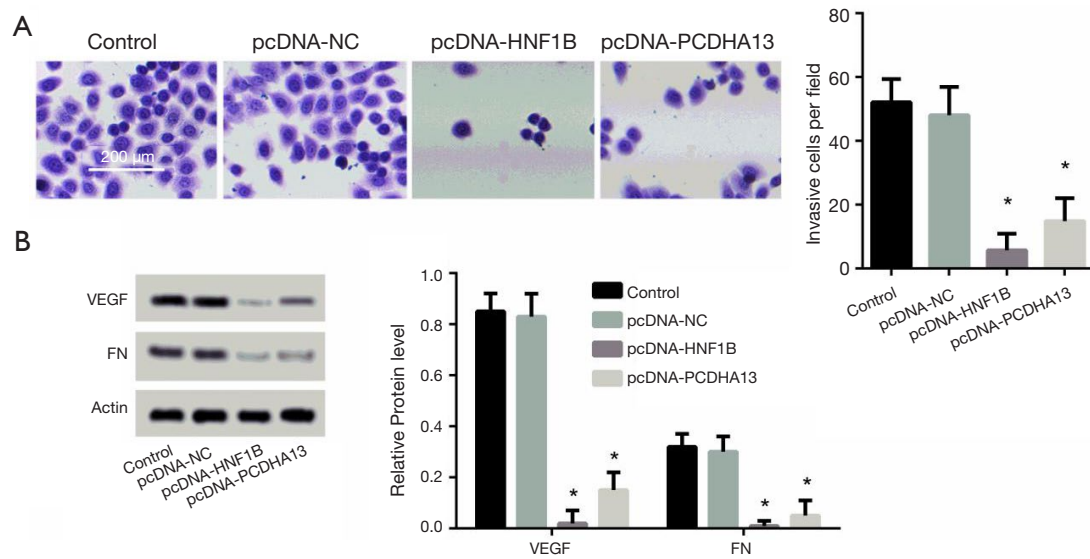 A
Control
pcDNA-NC
pcDNA-HNF1B
pcDNA-PCDHA13
200 μm
Invasive cells per field
80
60
40
20
0
*
*
Control
pcDNA-NC
pcDNA-HNF1B
pcDNA-PCDHA13
B
VEGF
FN
Actin
Control
pcDNA-NC
pcDNA-HNF1B
pcDNA-PCDHA13
Relative Protein level
1.0
0.8
0.6
0.4
0.2
0.0
Control
pcDNA-NC
pcDNA-HNF1B
pcDNA-PCDHA13
*
*
*
*
VEGF
FN